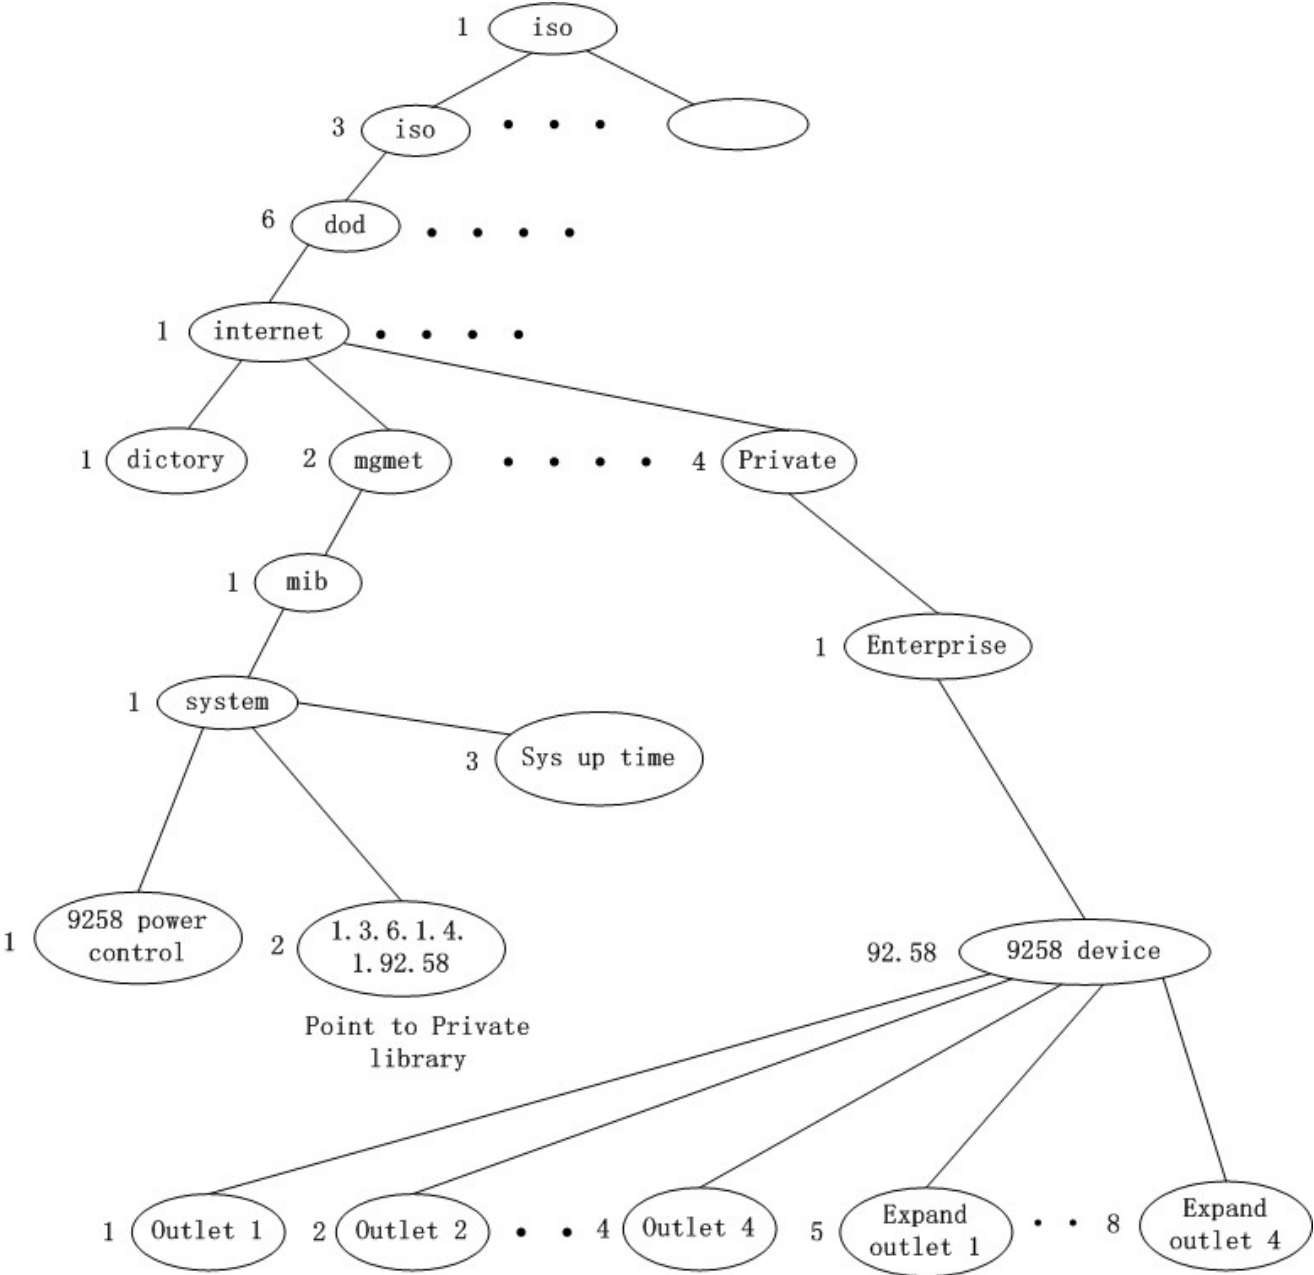 1 iso
3 iso
6 dod
1 internet
1 dictory 2 mgmet 4 Private
1 mib
1 Enterprise
1 system
3 Sys up time
1 9258 power
control
2 1.3.6.1.4.
1.92.58
92.58 9258 device
Point to Private
library
1 Outlet 1 2 Outlet 2 4 Outlet 4 5 Expand
outlet 1 8 Expand
outlet 4